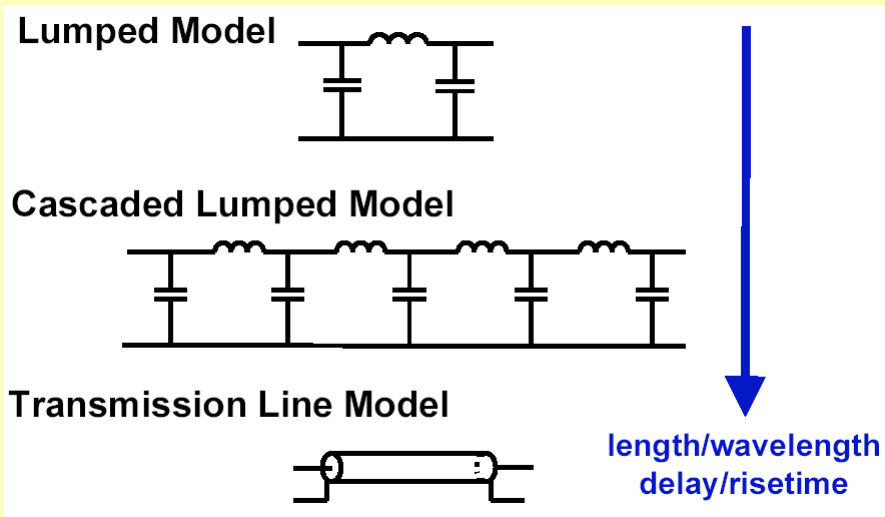 Lumped Model
Cascaded Lumped Model
Transmission Line Model
length/wavelength
delay/risetime